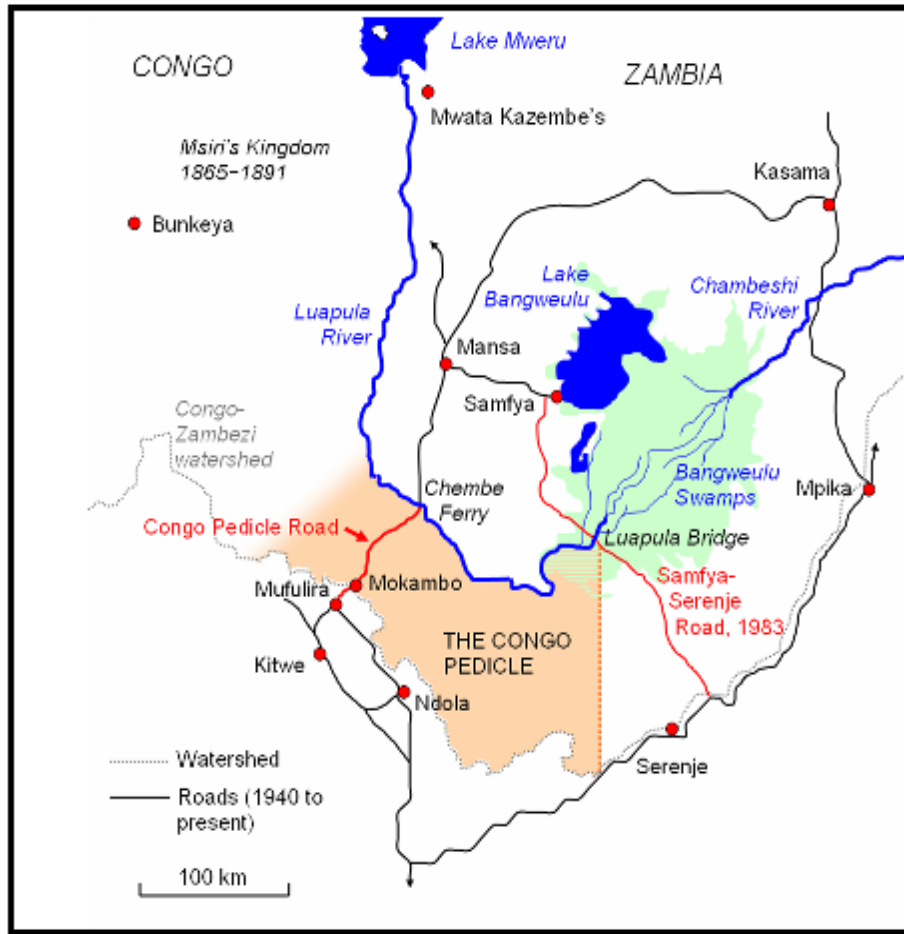 Lake Mweru
CONGO
ZAMBIA
Mwata Kazembe's
Msiri's Kingdom
1865–1891
Kasama
Bunkeya
Lake
Bangweulu
Chambeshi
River
Luapula
River
Mansa
Samfya
Congo-
Zambezi
watershed
Bangweulu
Swamps
Mpika
Chembe
Ferry
Congo Pedicle Road
Luapula Bridge
Mokambo
Samfya-
Serenje
Road, 1983
Mufulira
THE CONGO
PEDICLE
Kitwe
Ndola
Serenje
Watershed
Roads (1940 to
present)
100 km